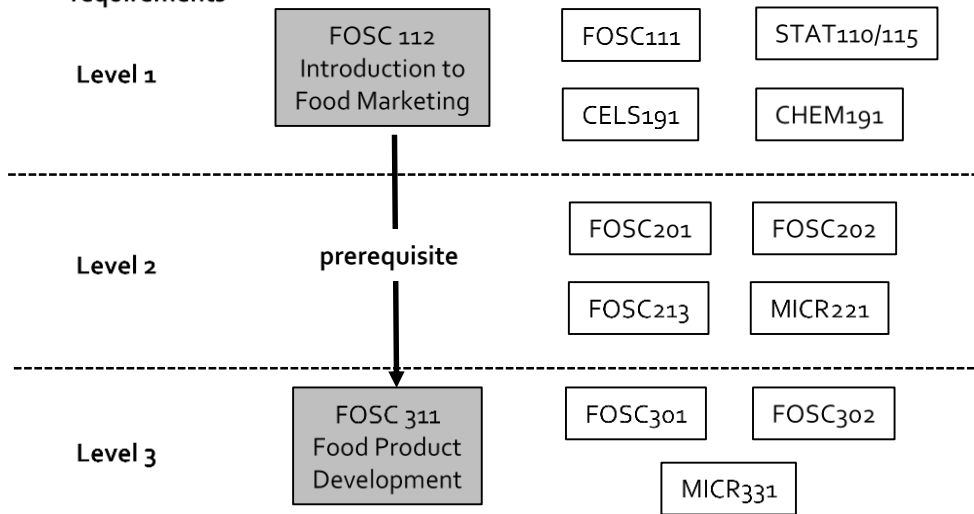 requirements
FOSC 112
Introduction to
Food Marketing
FOSC111
STAT110/115
Level 1
CELS191
CHEM191
FOSC201
FOSC202
Level 2
prerequisite
FOSC213
MICR221
FOSC 311
Food Product
Development
FOSC301
FOSC302
Level 3
MICR331